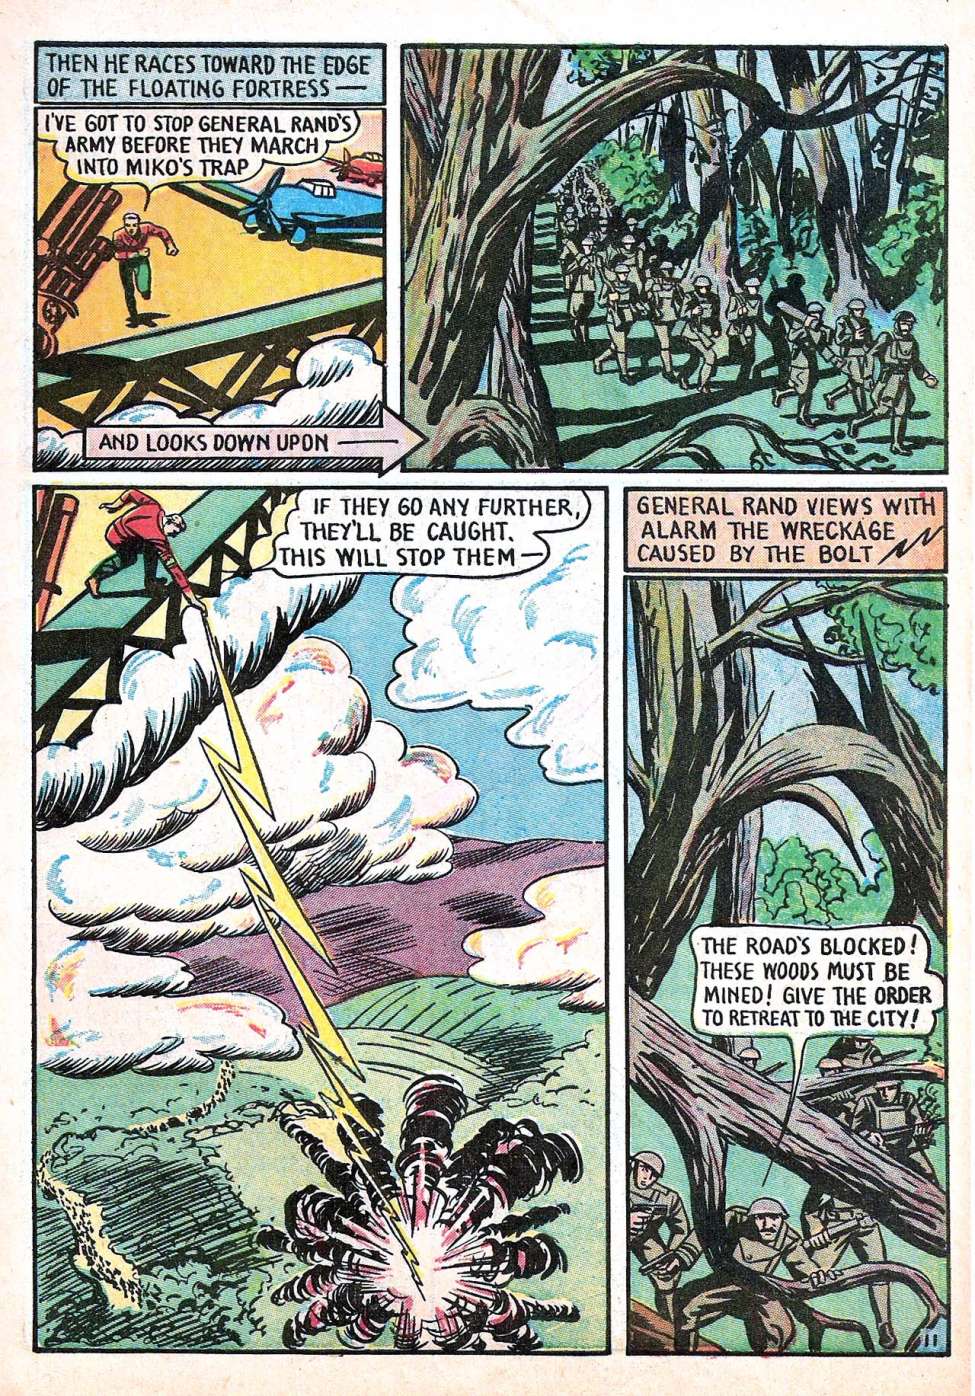 THEN HE RACES TOWARD THE EDGE
OF THE FLOATING FORTRESS—
I'VE GOT TO STOP GENERAL RAND'S
ARMY BEFORE THEY MARCH
INTO MIKO'S TRAP
AND LOOKS DOWN UPON—
IF THEY GO ANY FURTHER,
THEY'LL BE CAUGHT.
THIS WILL STOP THEM—
GENERAL RAND VIEWS WITH
ALARM THE WRECKAGE
CAUSED BY THE BOLT
THE ROAD'S BLOCKED!
THESE WOODS MUST BE
MINED! GIVE THE ORDER
TO RETREAT TO THE CITY!
11